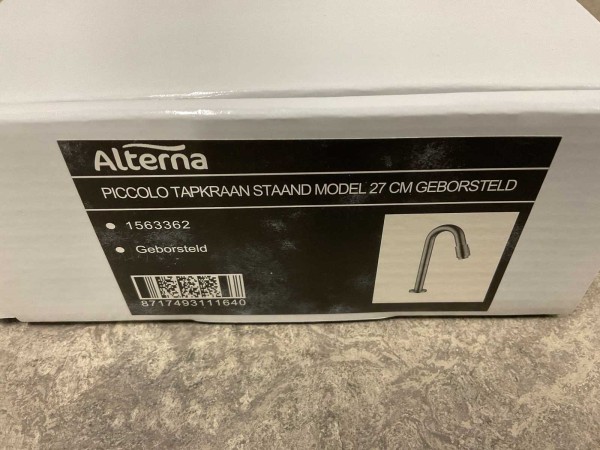 Alterna
PICCOLO TAPKRAAN STAAND MODEL 27 CM GEBORSTELD
1563362
Geborsteld
8717493111640